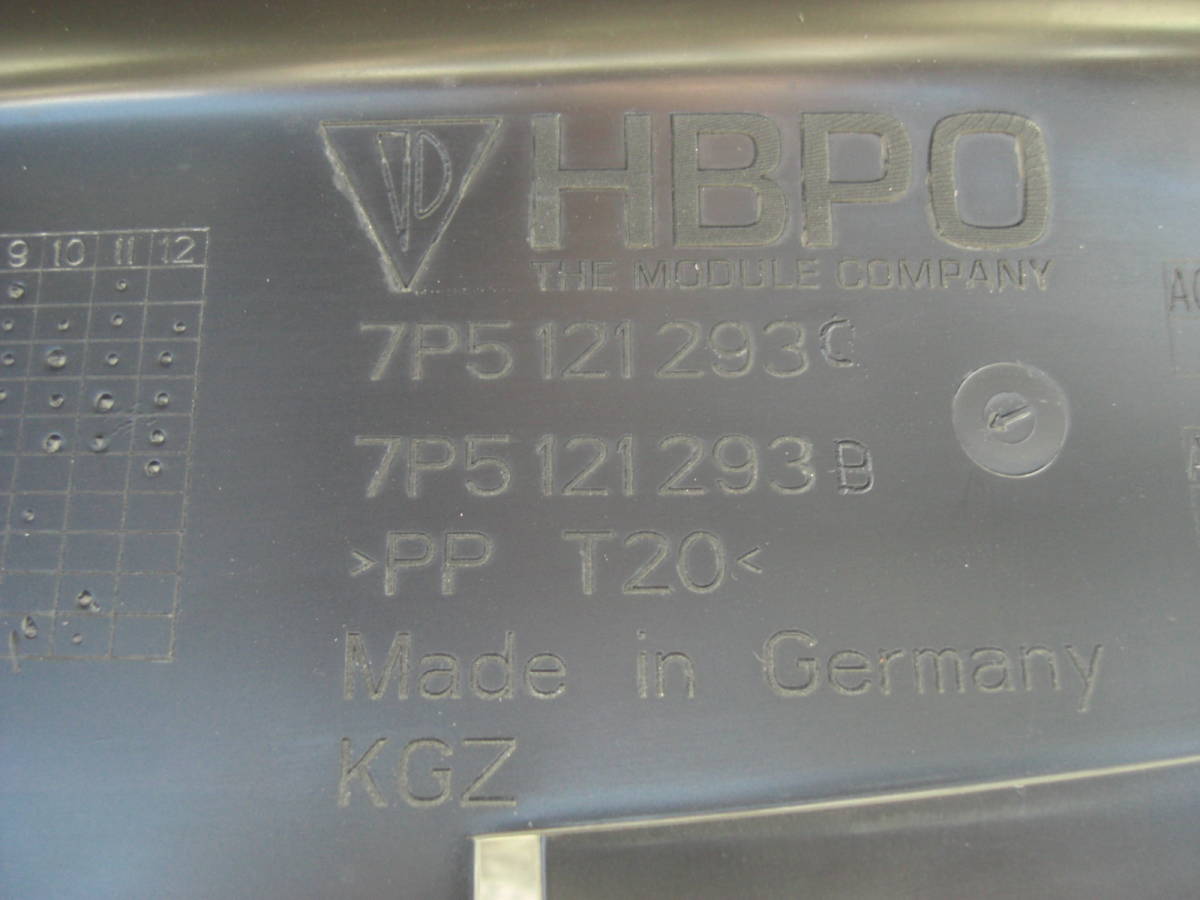 HBPO
THE MODULE COMPANY
9 10 11 12
7P5 121 293 C
7P5 121 293 B
>PP T20<
Made in Germany
KGZ